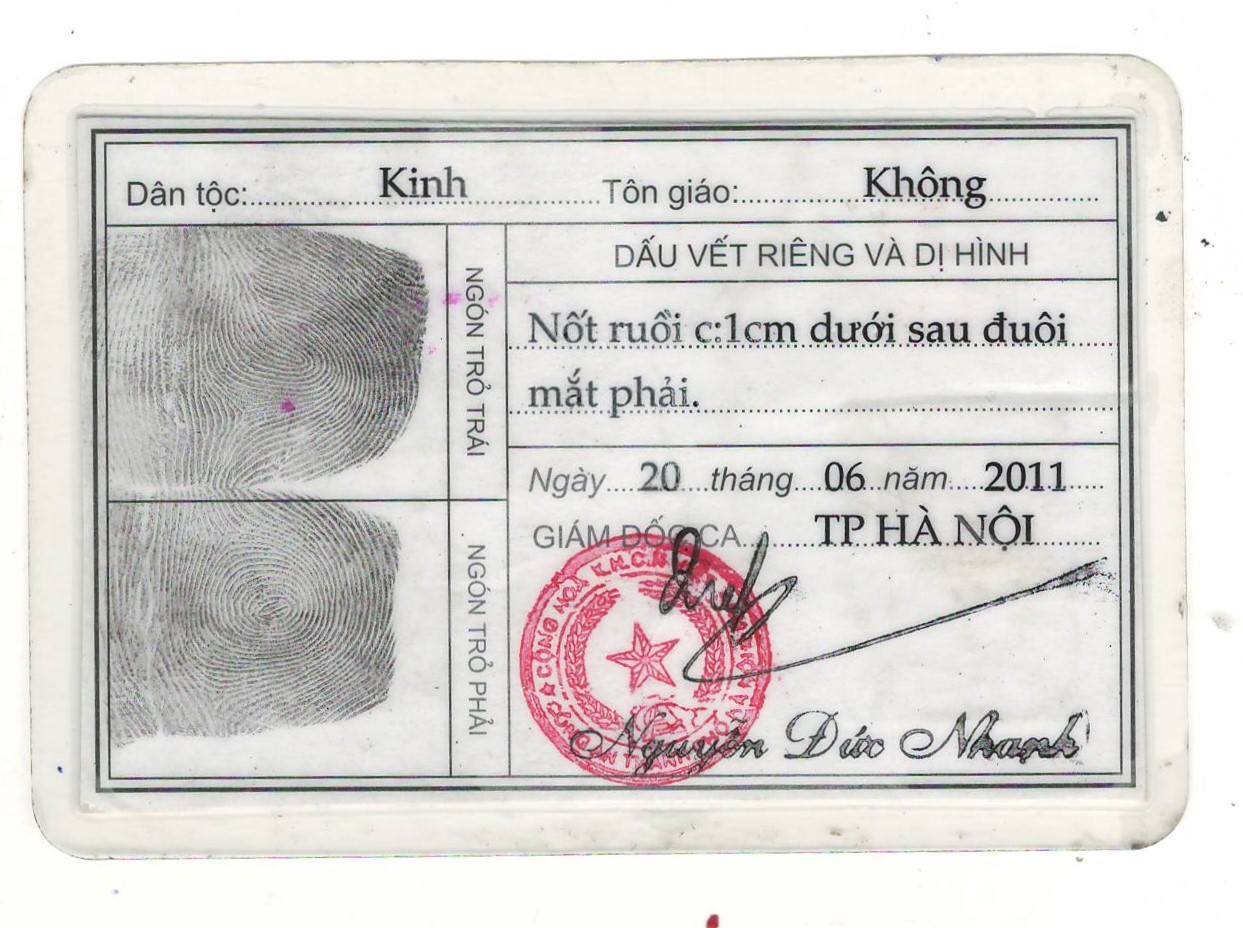 Dân tộc: Kinh Tôn giáo: Không
NGÓN TRỎ TRÁI
DẤU VẾT RIÊNG VÀ DỊ HÌNH
Nốt ruồi c:1cm dưới sau đuôi
mắt phải.
Ngày 20 tháng 06 năm 2011
GIÁM ĐỐC CA TP HÀ NỘI
NGÓN TRỎ PHẢI
CỘNG HOÀ
Nguyễn Đức Nhanh